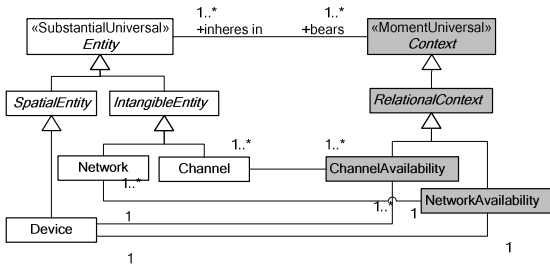 «SubstantialUniversal»
Entity
1..*
+inheres in
1..*
+bears
«MomentUniversal»
Context
SpatialEntity
IntangibleEntity
RelationalContext
Network
Channel
1..*
1..*
ChannelAvailability
1..*
1..*
1
NetworkAvailability
Device
1
1
1